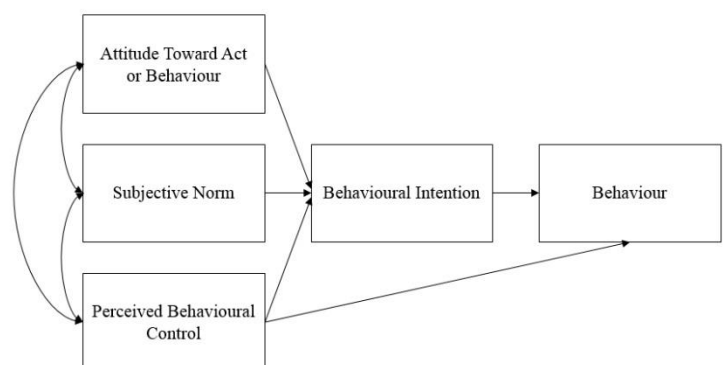 Attitude Toward Act
or Behaviour
Subjective Norm
Behavioural Intention
Behaviour
Perceived Behavioural
Control